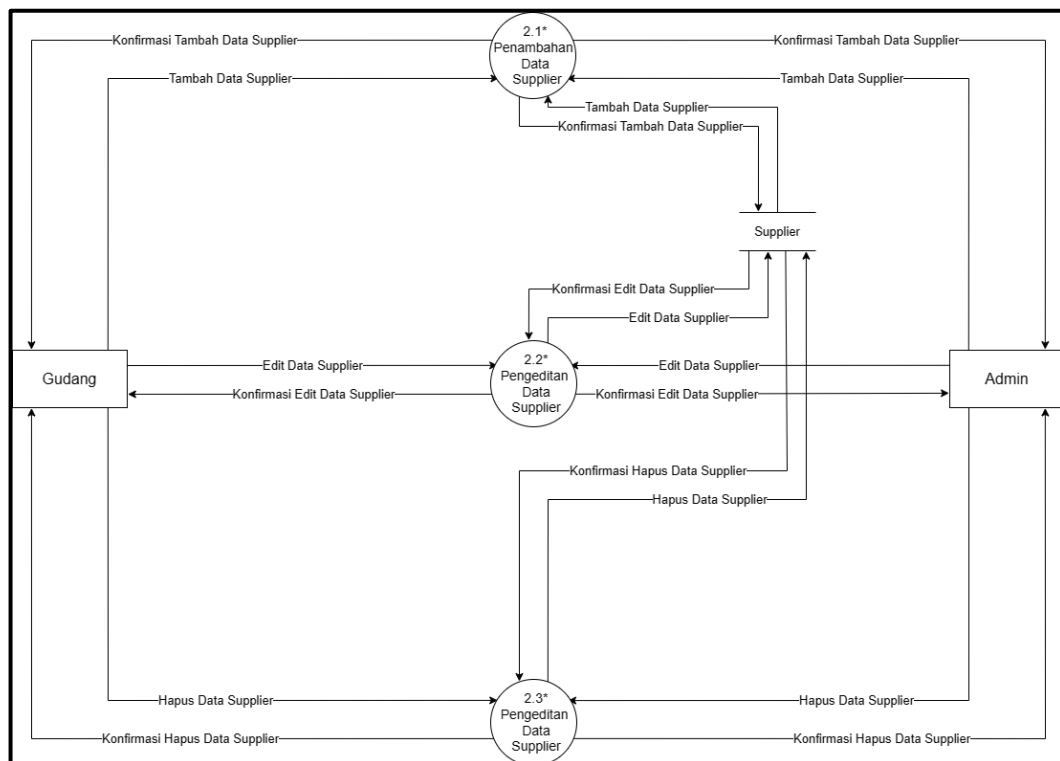 2.1*
Penambahan
Data
Supplier
Konfirmasi Tambah Data Supplier
Konfirmasi Tambah Data Supplier
Tambah Data Supplier
Tambah Data Supplier
Tambah Data Supplier
Konfirmasi Tambah Data Supplier
Supplier
Konfirmasi Edit Data Supplier
Edit Data Supplier
Gudang
Edit Data Supplier
Konfirmasi Edit Data Supplier
2.2*
Pengeditan
Data
Supplier
Edit Data Supplier
Konfirmasi Edit Data Supplier
Admin
Konfirmasi Hapus Data Supplier
Hapus Data Supplier
Hapus Data Supplier
Konfirmasi Hapus Data Supplier
2.3*
Pengeditan
Data
Supplier
Hapus Data Supplier
Konfirmasi Hapus Data Supplier